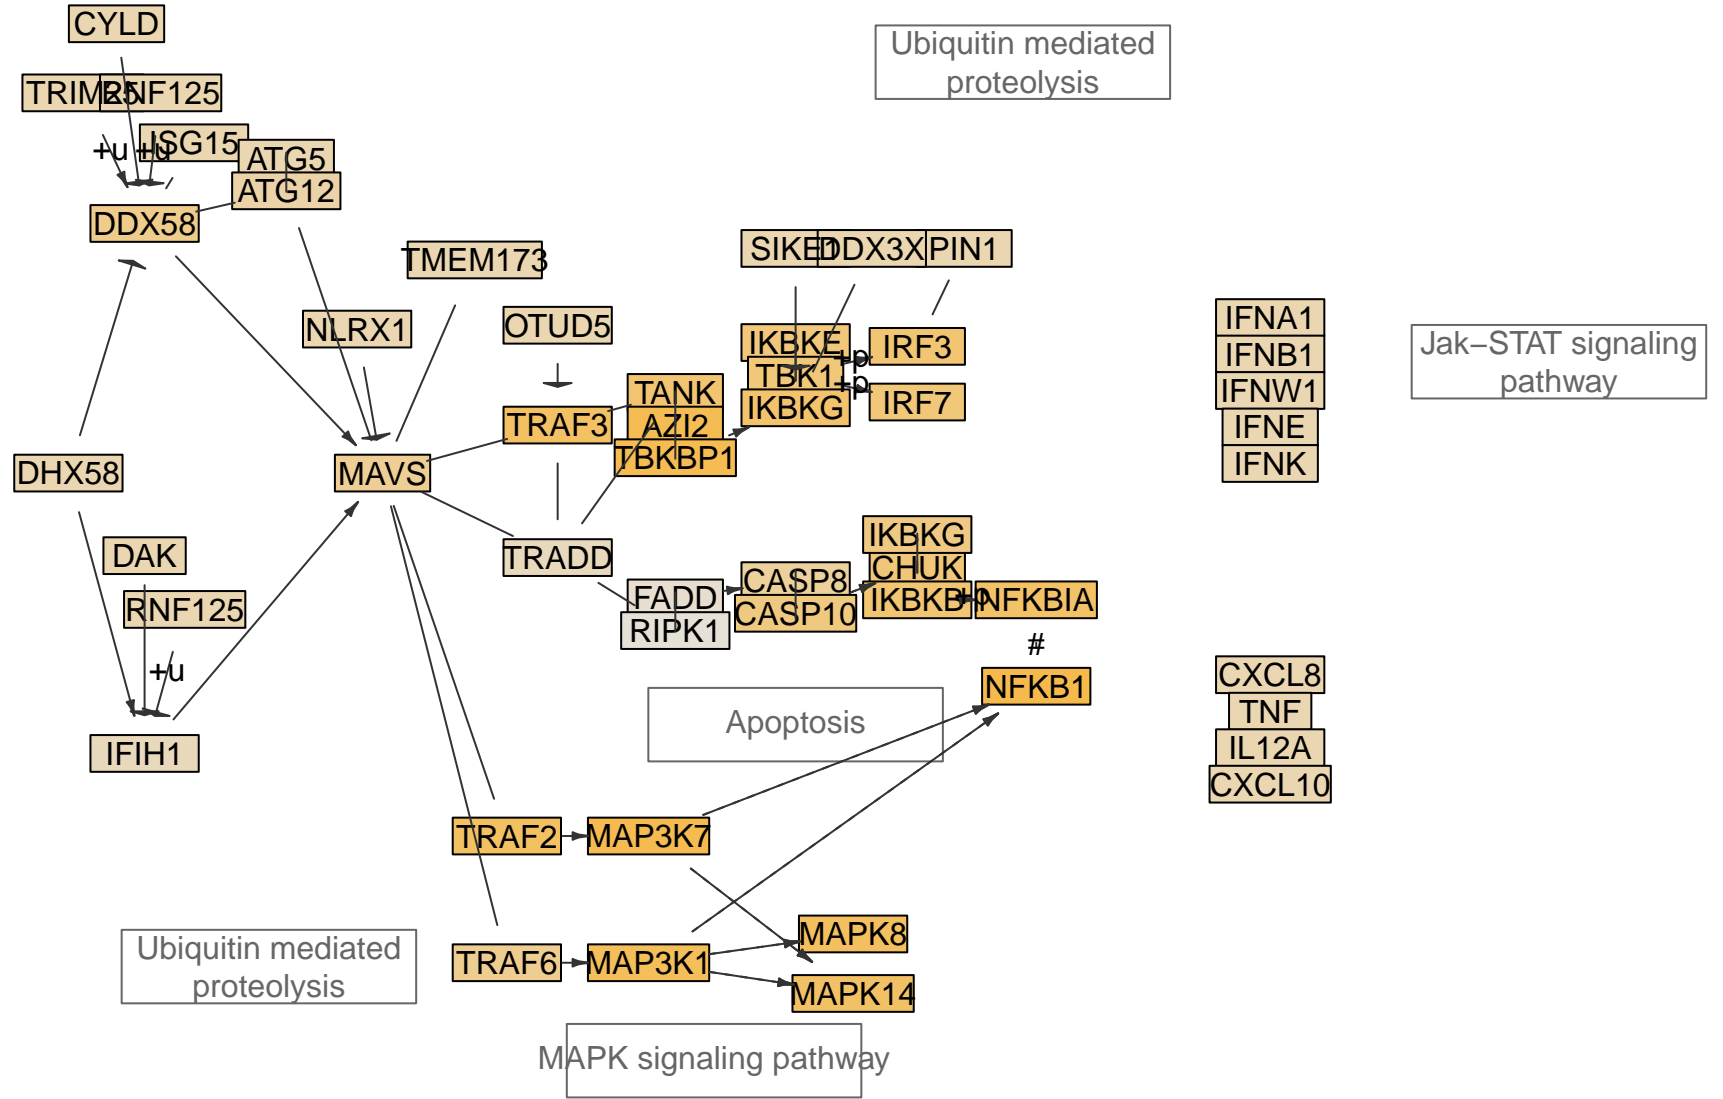 CYLD
Ubiquitin mediated
proteolysis
TRIM25
RNF125
ISG15
+u
+u
ATG5
ATG12
DDX58
TMEM173
SIKE1
DDX3X
PIN1
NLRX1
OTUD5
IKBKE
TBK1
IKBKG
+p
+p
IRF3
IRF7
IFNA1
IFNB1
IFNW1
IFNE
IFNK
Jak−STAT signaling
pathway
TANK
AZI2
TBKBP1
TRAF3
DHX58
MAVS
DAK
RNF125
+u
IFIH1
TRADD
FADD
RIPK1
CASP8
CASP10
IKBKG
CHUK
IKBKB
+p
NFKBIA
#
NFKB1
Apoptosis
CXCL8
TNF
IL12A
CXCL10
TRAF2
MAP3K7
TRAF6
MAP3K1
MAPK8
MAPK14
Ubiquitin mediated
proteolysis
MAPK signaling pathway